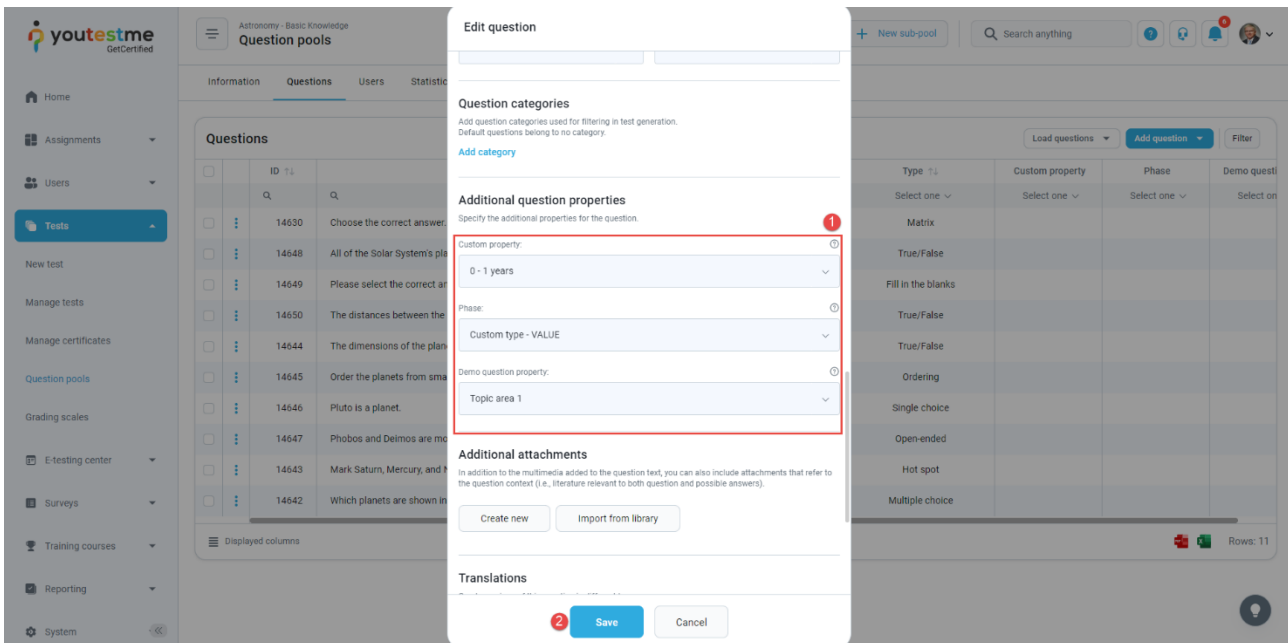 youtestme
GetCertified
Home
Assignments
Users
Tests
New test
Manage tests
Manage certificates
Question pools
Grading scales
E-testing center
Surveys
Training courses
Reporting
System
Astronomy - Basic Knowledge
Question pools
New sub-pool
Search anything
6
Information Questions Users Statistic
Questions
Load questions
Add question
Filter
ID Type Custom property Phase Demo questi
Select one Select one Select one Select on
14630 Choose the correct answer. Matrix
14648 All of the Solar System's pla True/False
14649 Please select the correct an Fill in the blanks
14650 The distances between the True/False
14644 The dimensions of the plan True/False
14645 Order the planets from sma Ordering
14646 Pluto is a planet. Single choice
14647 Phobos and Deimos are mo Open-ended
14643 Mark Saturn, Mercury, and Hot spot
14642 Which planets are shown in Multiple choice
Displayed columns
Rows: 11
Edit question
Question categories
Add question categories used for filtering in test generation.
Default questions belong to no category.
Add category
Additional question properties
Specify the additional properties for the question.
1
Custom property:
0 - 1 years
Phase:
Custom type - VALUE
Demo question property:
Topic area 1
Additional attachments
In addition to the multimedia added to the question text, you can also include attachments that refer to
the question context (i.e., literature relevant to both question and possible answers).
Create new
Import from library
Translations
2
Save
Cancel